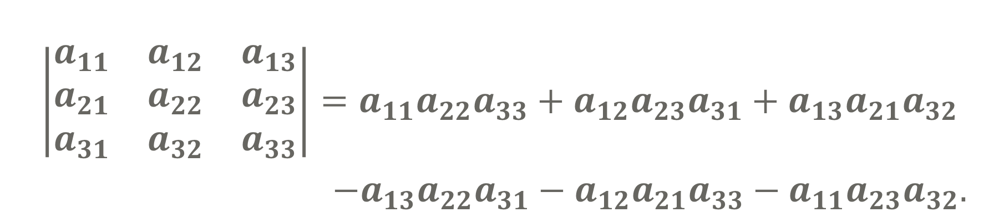 |a₁₁ a₁₂ a₁₃|
|a₂₁ a₂₂ a₂₃| = a₁₁a₂₂a₃₃ + a₁₂a₂₃a₃₁ + a₁₃a₂₁a₃₂
|a₃₁ a₃₂ a₃₃|
−a₁₃a₂₂a₃₁ − a₁₂a₂₁a₃₃ − a₁₁a₂₃a₃₂.